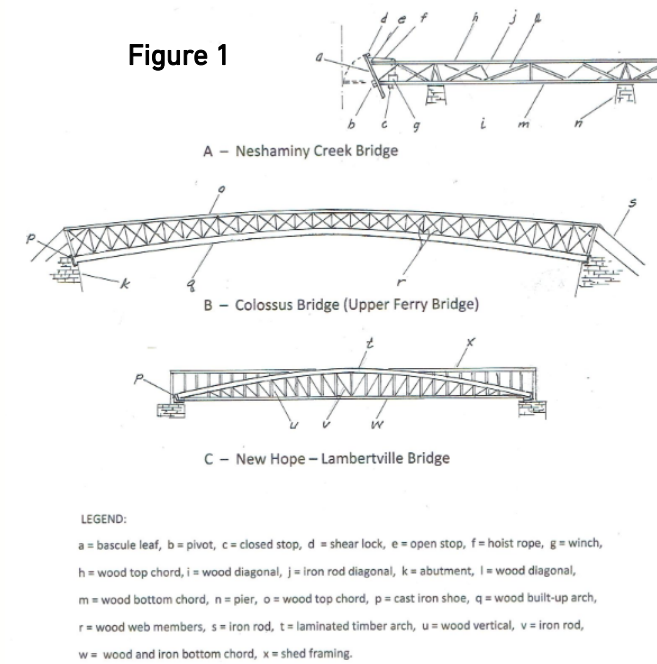 Figure 1
d e f h j l
a
b c g i m n
A – Neshaminy Creek Bridge
o
s
p
k q r
B – Colossus Bridge (Upper Ferry Bridge)
t x
p
u v w
C – New Hope – Lambertville Bridge
LEGEND:
a = bascule leaf, b = pivot, c = closed stop, d = shear lock, e = open stop, f = hoist rope, g = winch,
h = wood top chord, i = wood diagonal, j = iron rod diagonal, k = abutment, l = wood diagonal,
m = wood bottom chord, n = pier, o = wood top chord, p = cast iron shoe, q = wood built-up arch,
r = wood web members, s = iron rod, t = laminated timber arch, u = wood vertical, v = iron rod,
w = wood and iron bottom chord, x = shed framing.